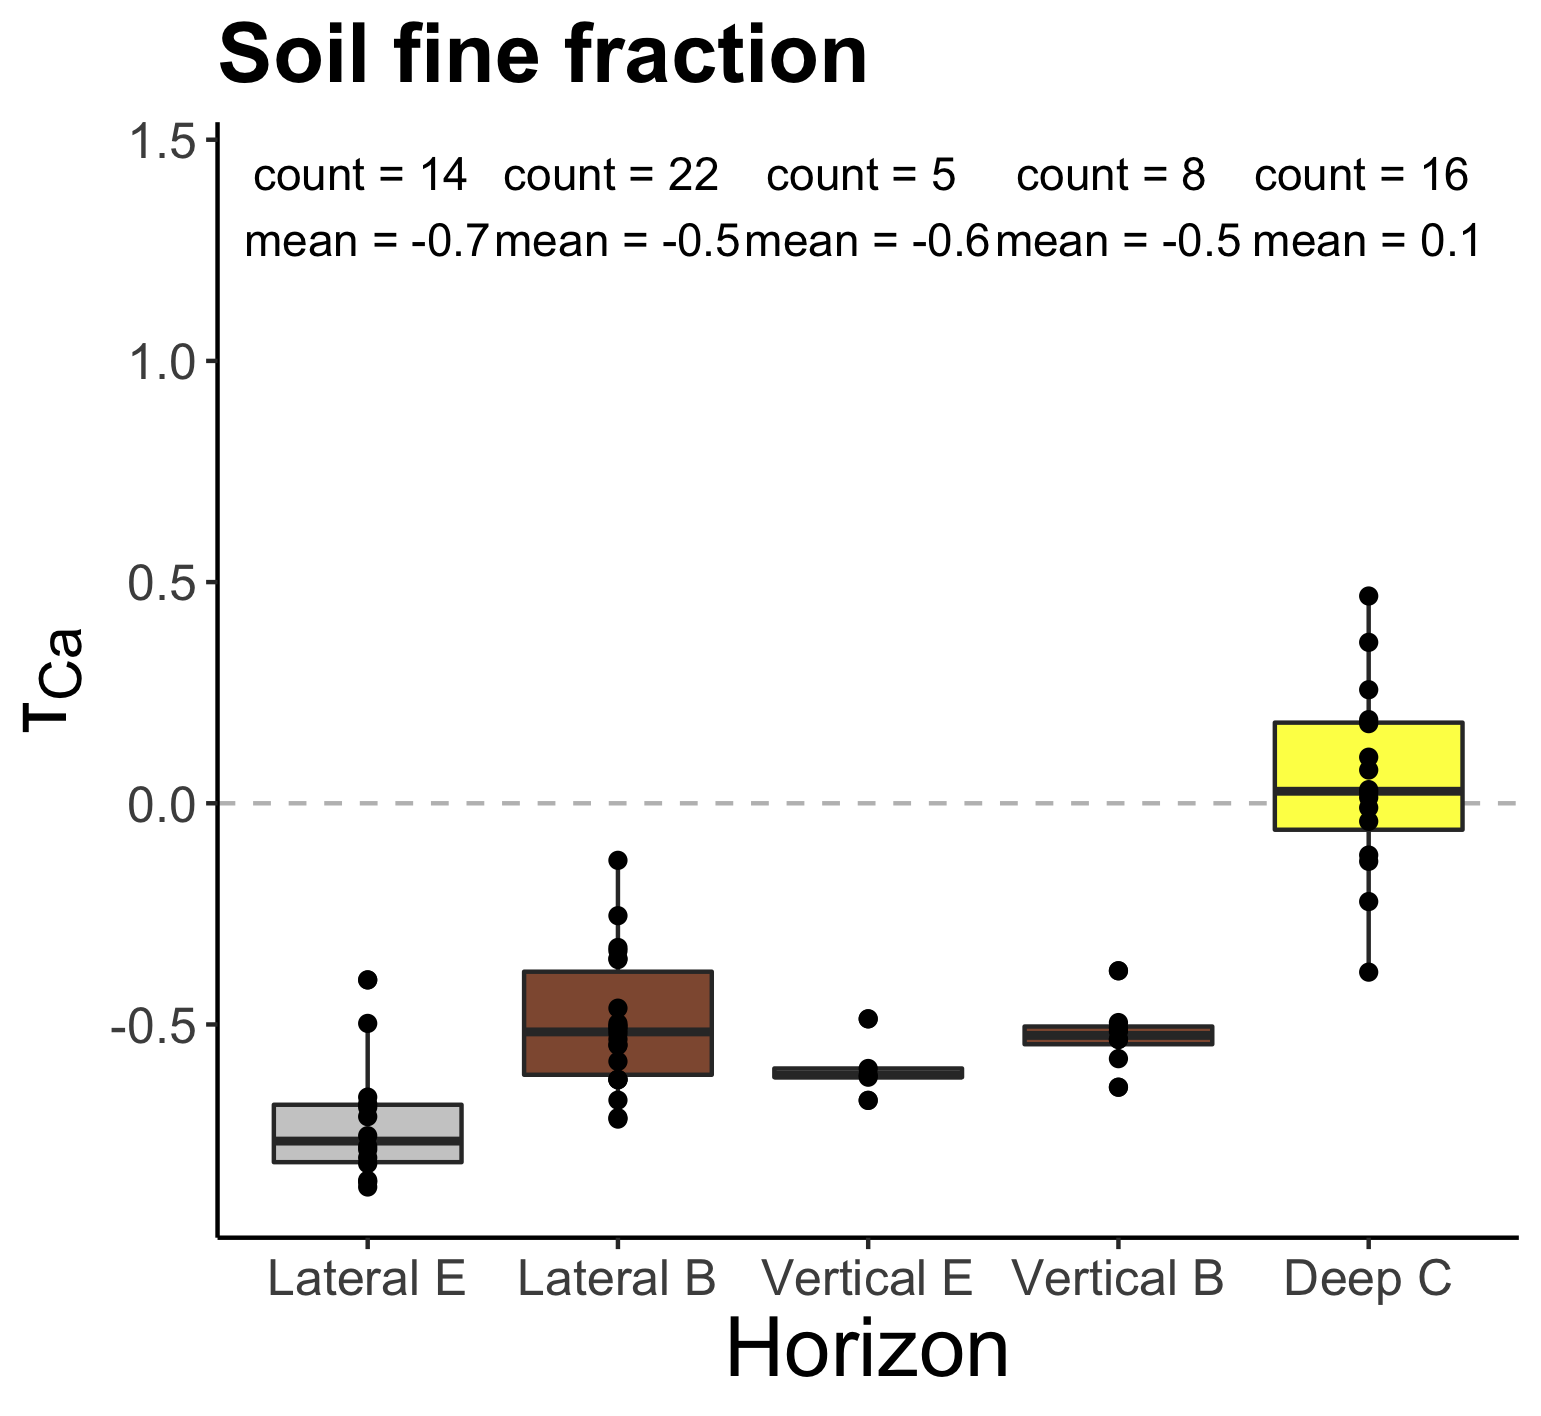 Soil fine fraction
1.5
count = 14 count = 22 count = 5 count = 8 count = 16
mean = -0.7 mean = -0.5 mean = -0.6 mean = -0.5 mean = 0.1
1.0
0.5
0.0
-0.5
τCa
Lateral E Lateral B Vertical E Vertical B Deep C
Horizon